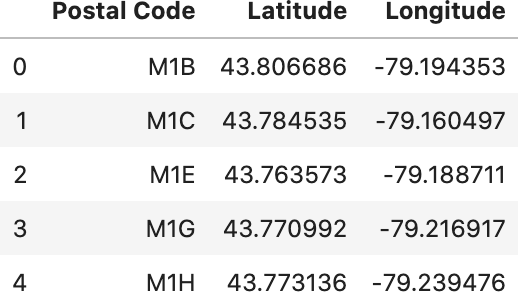 Postal Code Latitude Longitude
0 M1B 43.806686 -79.194353
1 M1C 43.784535 -79.160497
2 M1E 43.763573 -79.188711
3 M1G 43.770992 -79.216917
4 M1H 43.773136 -79.239476